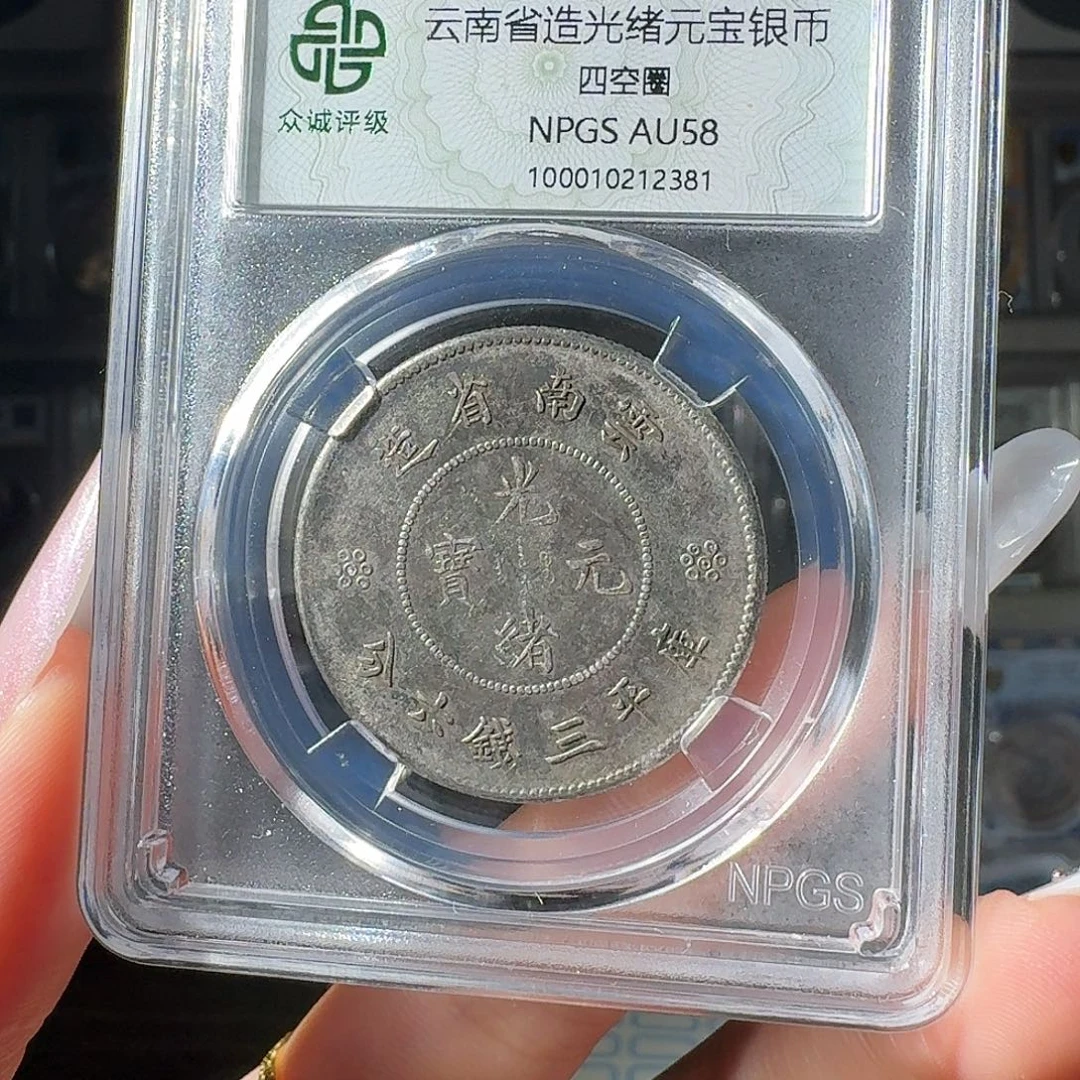 云南省造光绪元宝银币
四空圈
众诚评级
NPGS AU58
100010212381
雲南省造
光緒元寶
庫平三錢六分
NPGS